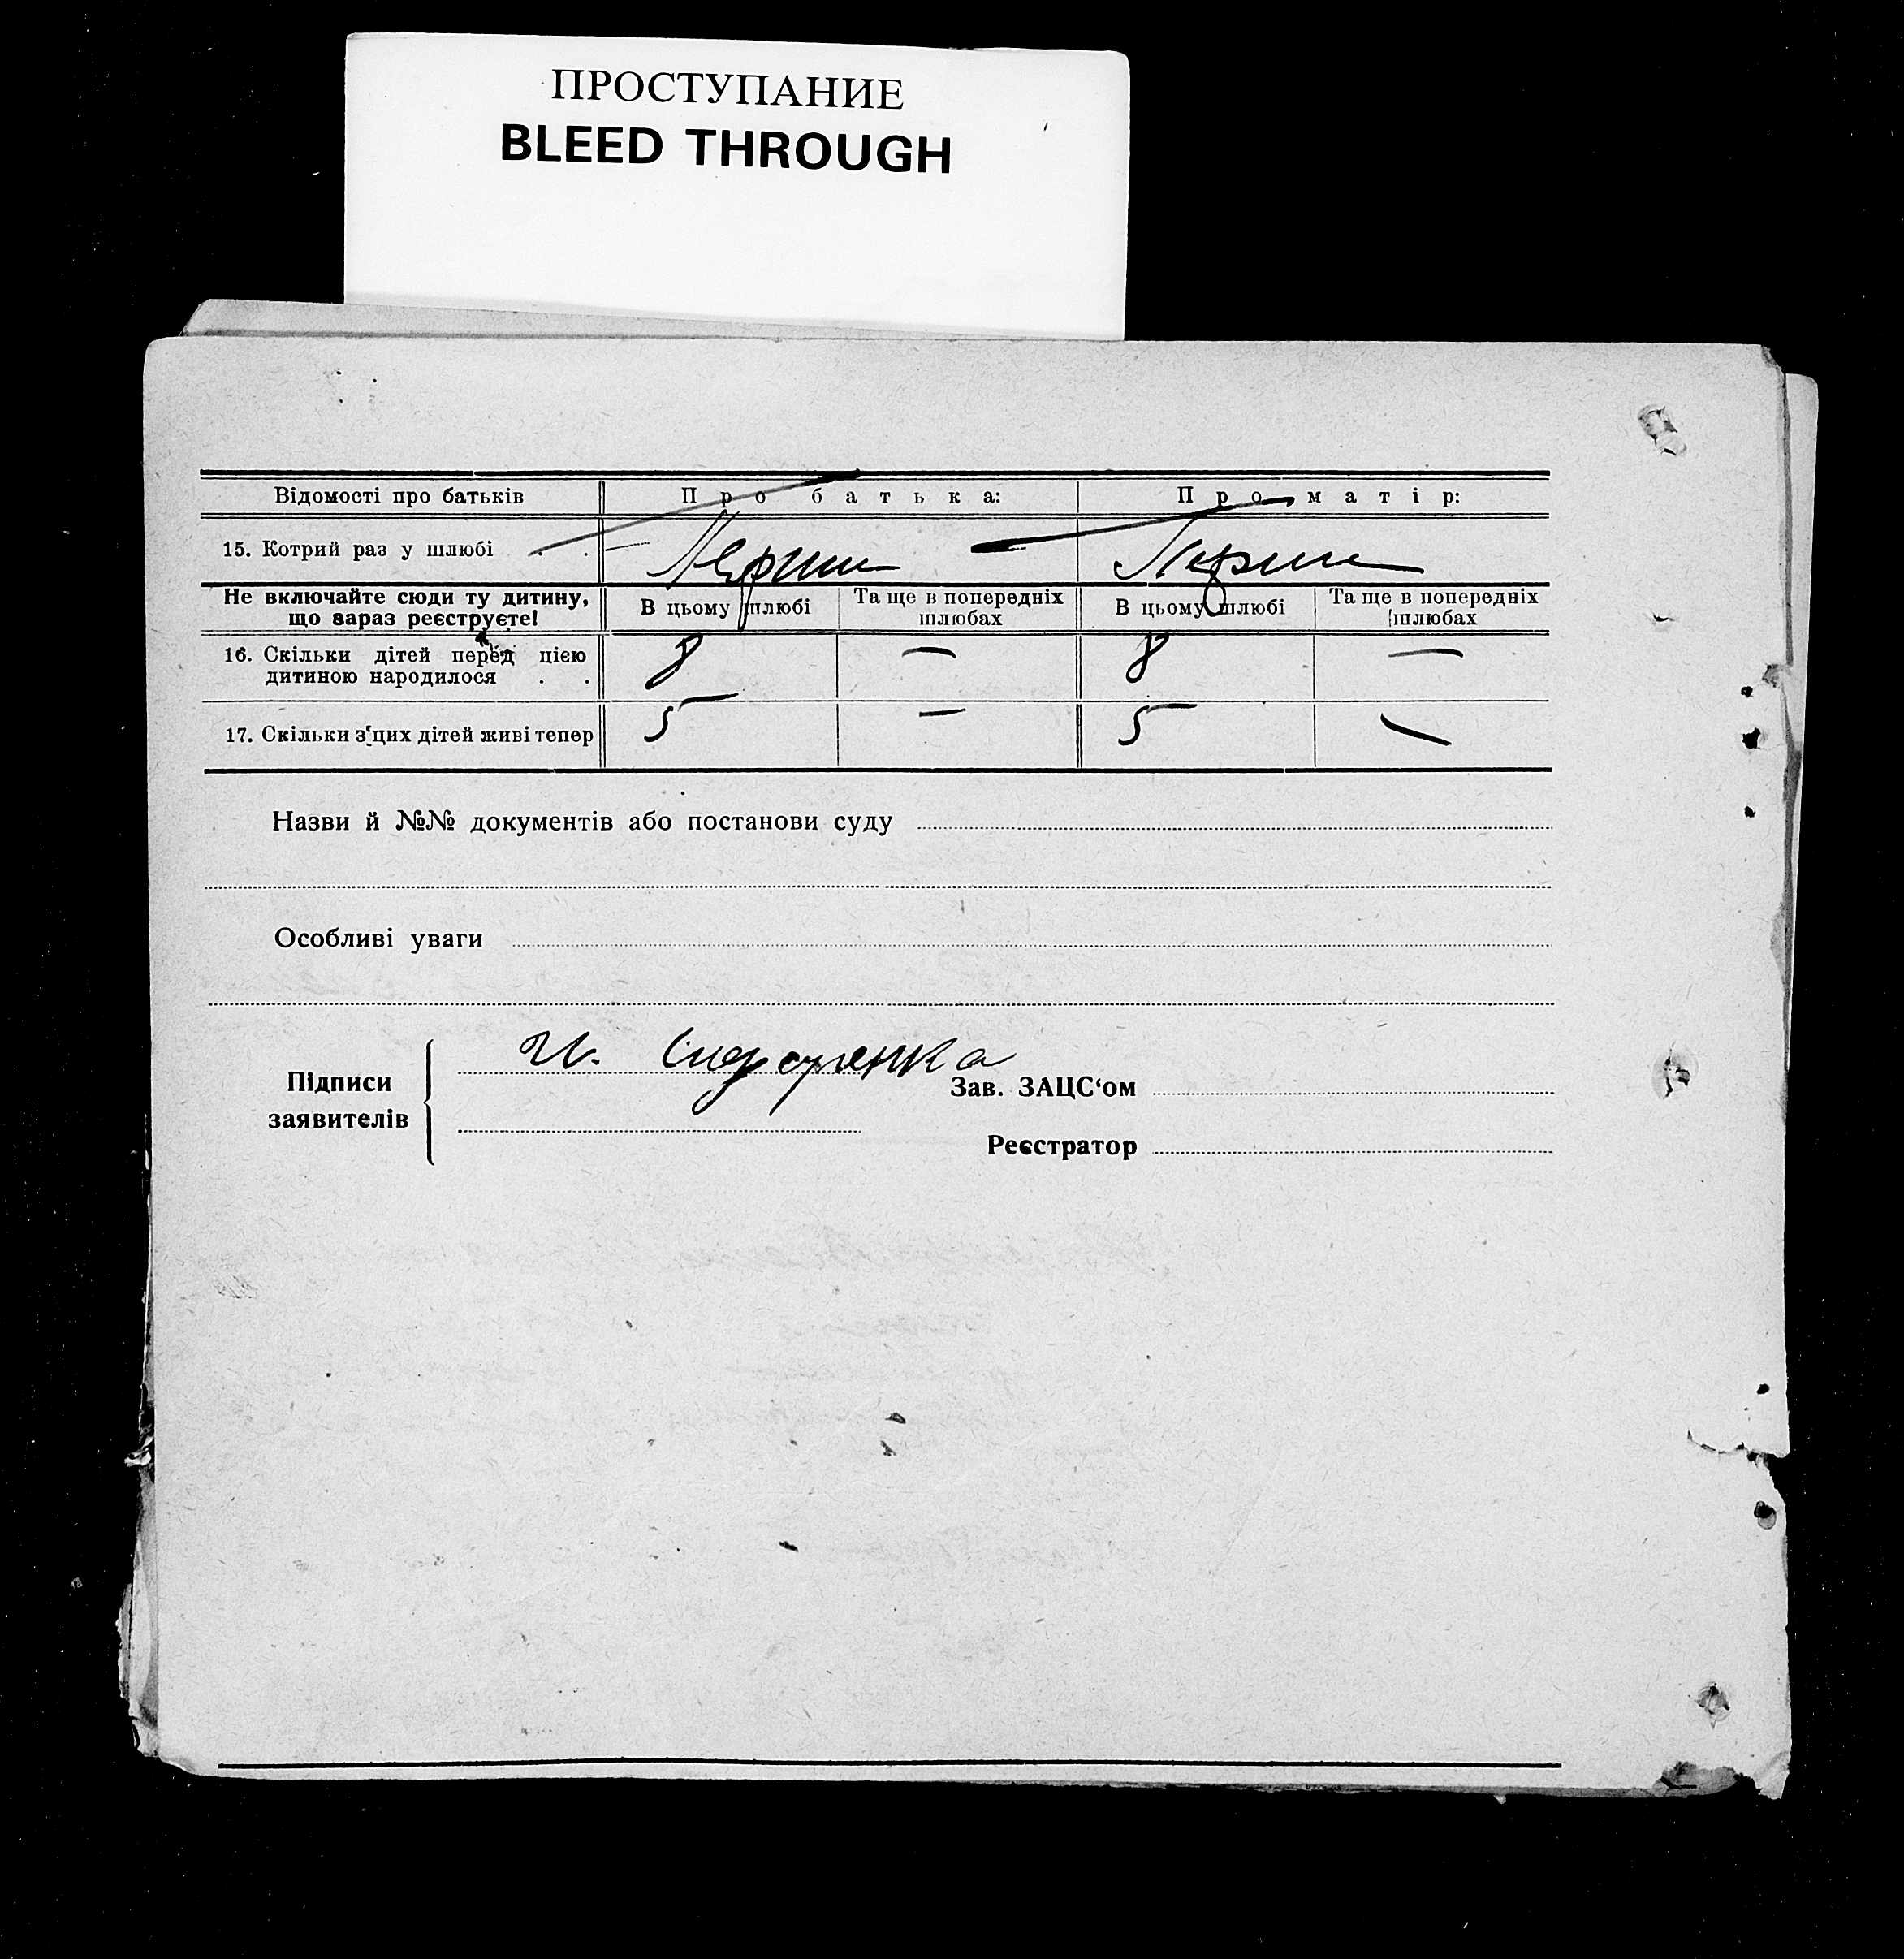 ПРОСТУПАНИЕ
BLEED THROUGH
Відомості про батьків Про батька: Про матір:
15. Котрий раз у шлюбі . . Перши Перши
Не включайте сюди ту дитину, що зараз реєструєте! В цьому шлюбі Та ще в попередніх шлюбах В цьому шлюбі Та ще в попередніх шлюбах
16. Скільки дітей перед цією 8 — 8 —
дитиною народилося . .
17. Скільки з'цих дітей живі тепер 5 — 5 —
Назви й №№ документів або постанови суду
Особливі уваги
Підписи заявителів И. Сидоренко
Зав. ЗАЦС‘ом
Реєстратор